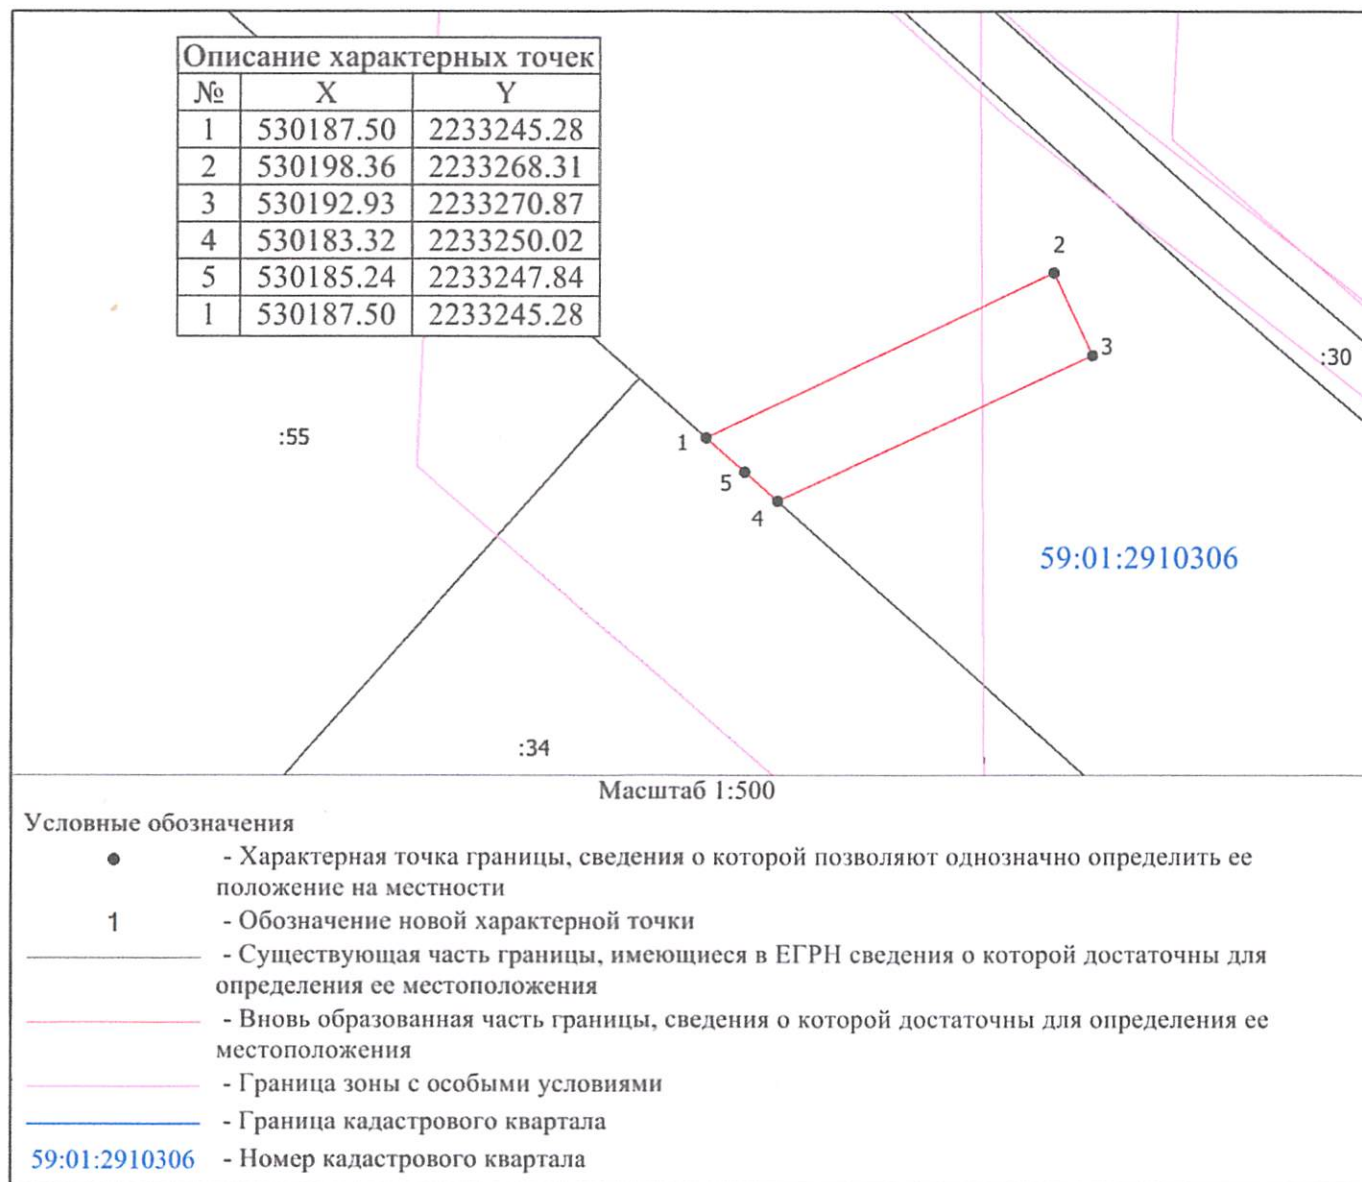 Описание характерных точек
№ X Y
1 530187.50 2233245.28
2 530198.36 2233268.31
3 530192.93 2233270.87
4 530183.32 2233250.02
5 530185.24 2233247.84
1 530187.50 2233245.28
2
3
:30
:55
1
5
4
59:01:2910306
:34
Масштаб 1:500
Условные обозначения
- Характерная точка границы, сведения о которой позволяют однозначно определить ее
положение на местности
1 - Обозначение новой характерной точки
- Существующая часть границы, имеющиеся в ЕГРН сведения о которой достаточны для
определения ее местоположения
- Вновь образованная часть границы, сведения о которой достаточны для определения ее
местоположения
- Граница зоны с особыми условиями
- Граница кадастрового квартала
59:01:2910306 - Номер кадастрового квартала